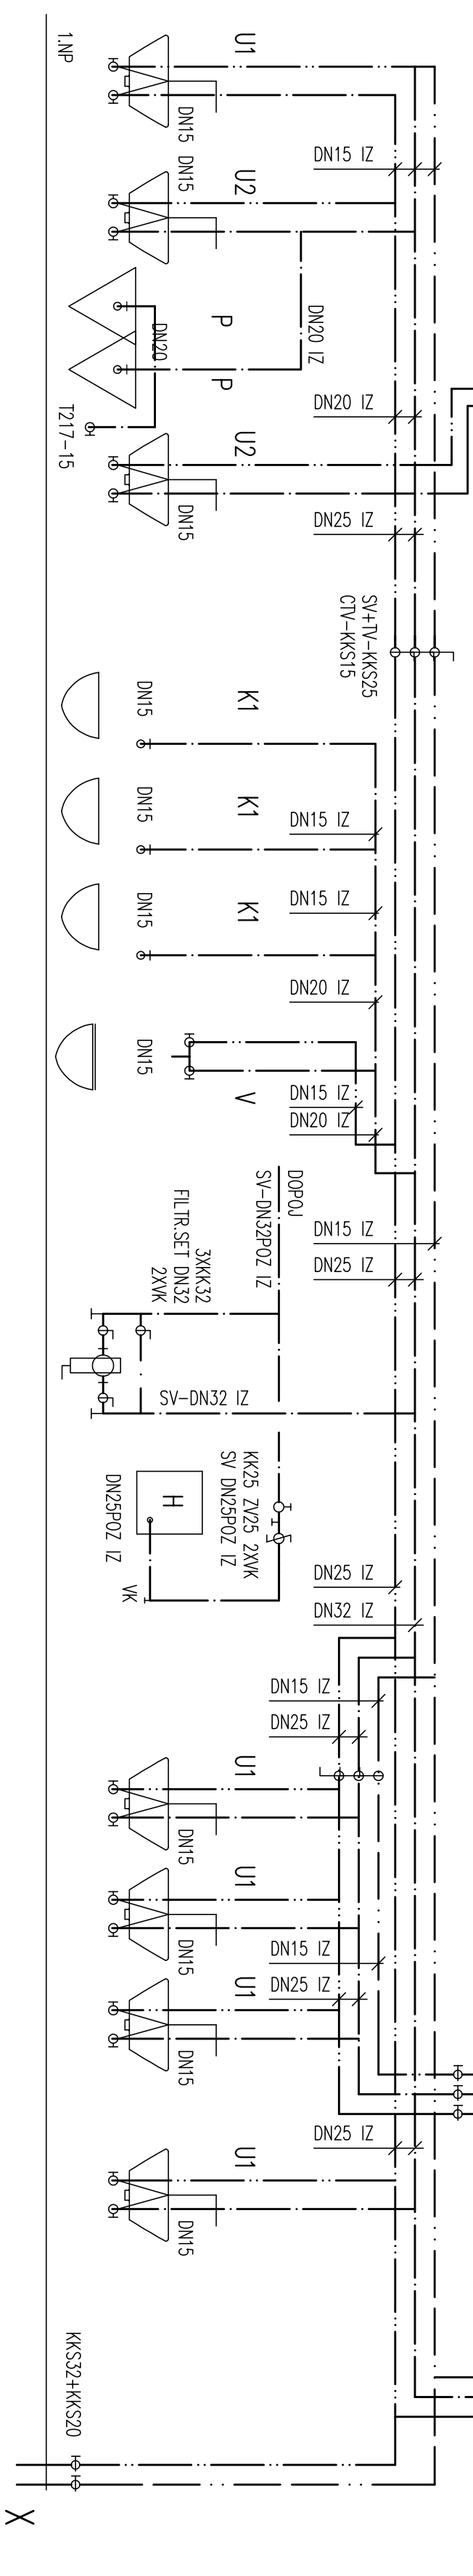 1.NP
U1
DN15
DN15 IZ
DN15
U2
P
DN20
DN20 IZ
P
DN20 IZ
T217-15
U2
DN15
DN25 IZ
SV+TV-KKS25
CTV-KKS15
DN15
K1
DN15
K1
DN15 IZ
DN15
K1
DN15 IZ
DN20 IZ
DN15
V
DN15 IZ
DN20 IZ
DOPOJ
SV-DN32POZ IZ
DN15 IZ
DN25 IZ
3XKK32
FILTR.SET DN32
2XVK
SV-DN32 IZ
KK25 ZV25 2XVK
SV DN25POZ IZ
H
DN25POZ IZ
VK
DN25 IZ
DN32 IZ
DN15 IZ
DN25 IZ
U1
DN15
U1
DN15
DN15 IZ
DN25 IZ
U1
DN15
DN25 IZ
U1
DN15
KKS32+KKS20
X